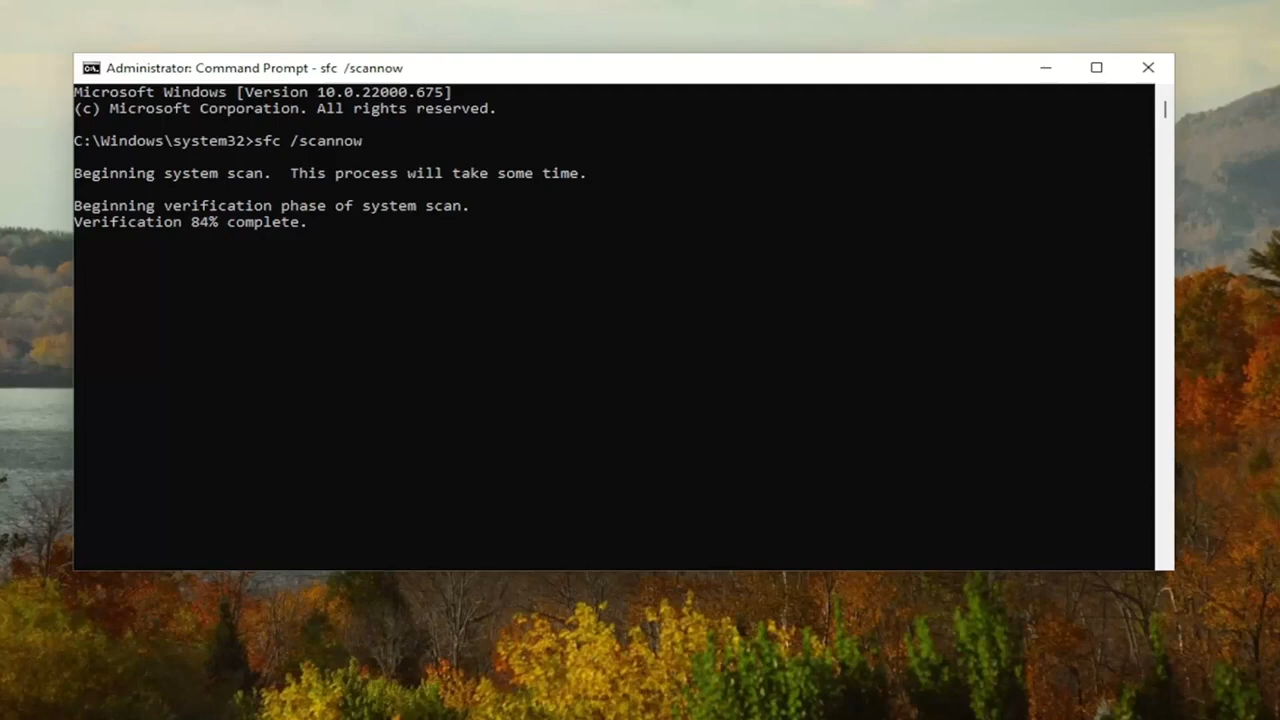 Administrator: Command Prompt - sfc  /scannow
Microsoft Windows [Version 10.0.22000.675]
(c) Microsoft Corporation. All rights reserved.
C:\Windows\system32>sfc /scannow
Beginning system scan.  This process will take some time.
Beginning verification phase of system scan.
Verification 84% complete.